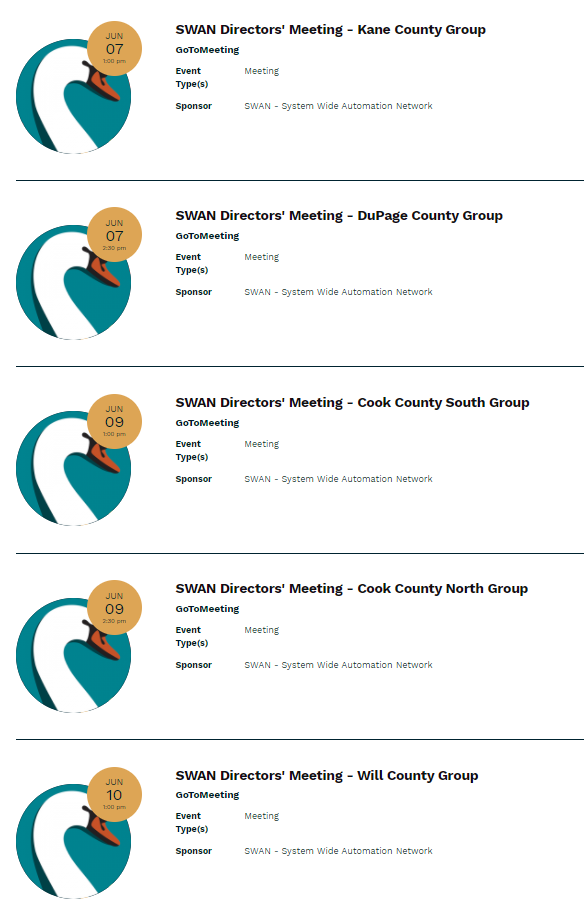 JUN
07
1:00 pm
SWAN Directors' Meeting - Kane County Group
GoToMeeting
Event Type(s) Meeting
Sponsor SWAN - System Wide Automation Network
JUN
07
2:30 pm
SWAN Directors' Meeting - DuPage County Group
GoToMeeting
Event Type(s) Meeting
Sponsor SWAN - System Wide Automation Network
JUN
09
1:00 pm
SWAN Directors' Meeting - Cook County South Group
GoToMeeting
Event Type(s) Meeting
Sponsor SWAN - System Wide Automation Network
JUN
09
2:30 pm
SWAN Directors' Meeting - Cook County North Group
GoToMeeting
Event Type(s) Meeting
Sponsor SWAN - System Wide Automation Network
JUN
10
1:00 pm
SWAN Directors' Meeting - Will County Group
GoToMeeting
Event Type(s) Meeting
Sponsor SWAN - System Wide Automation Network